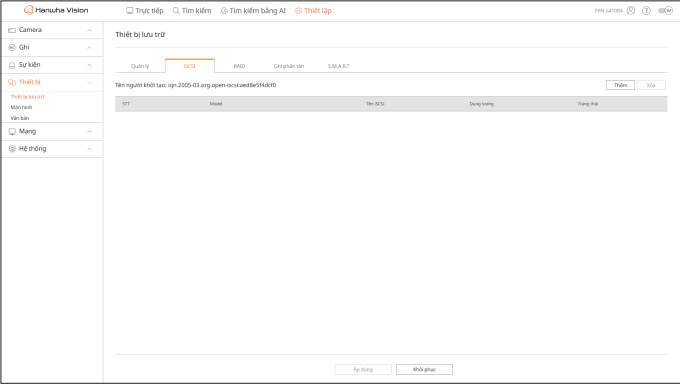 Hanwha Vision
Trực tiếp
Tìm kiếm
Tìm kiếm bằng AI
Thiết lập
PRN-6410B4
Camera
Ghi
Sự kiện
Thiết bị
Thiết bị lưu trữ
Màn hình
Văn bản
Mạng
Hệ thống
Thiết bị lưu trữ
Quản lý
iSCSI
RAID
Ghi phân tán
S.M.A.R.T
Tên người khởi tạo: iqn.2005-03.org.open-iscsi:aed8e5f4dcf0
Thêm
Xóa
STT
Model
Tên iSCSI
Dung lượng
Trạng thái
Áp dụng
Khôi phục